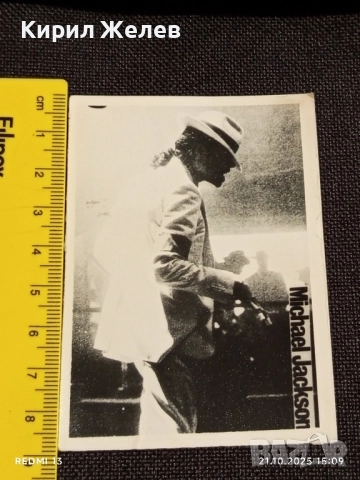 Кирил Желев
cm 1 2 3 4 5 6 7 8
Michael Jackson
REDMI 13
21.10.2025 15:09